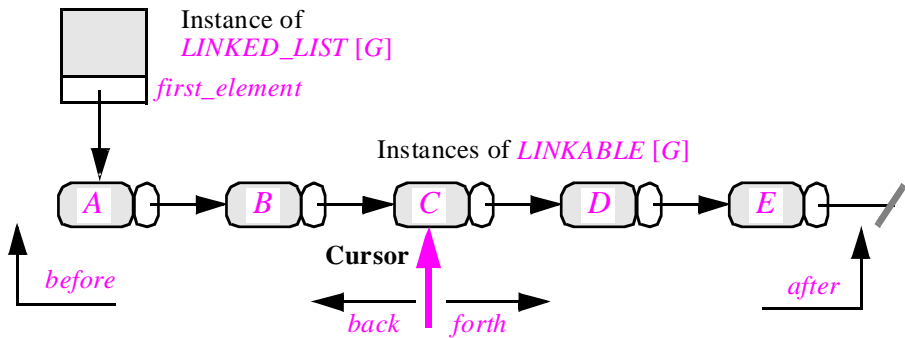 Instance of
LINKED_LIST [G]
first_element
Instances of LINKABLE [G]
A B C D E
Cursor
before
after
back forth